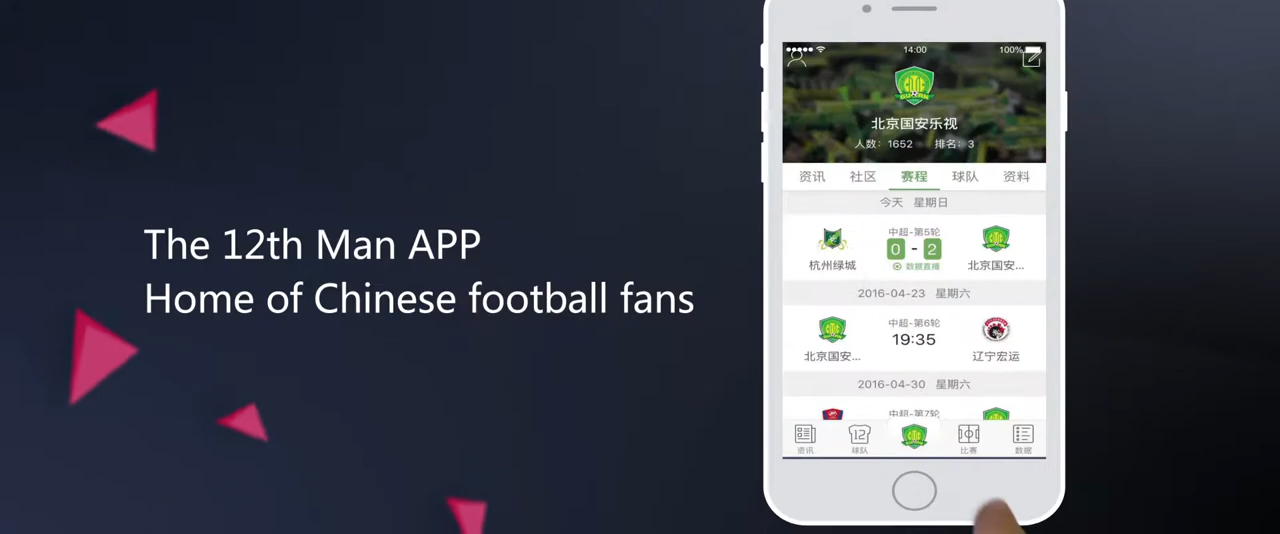 The 12th Man APP
Home of Chinese football fans
14:00
100%
CITIC
GUOAN
北京国安乐视
人数：1652 排名：3
资讯 社区 赛程 球队 资料
今天 星期日
中超-第5轮
0 - 2
杭州绿城 数据直播 北京国安...
2016-04-23 星期六
中超-第6轮
19:35
北京国安... 辽宁宏运
2016-04-30 星期六
中超-第7轮
12
资讯 球队 比赛 数据